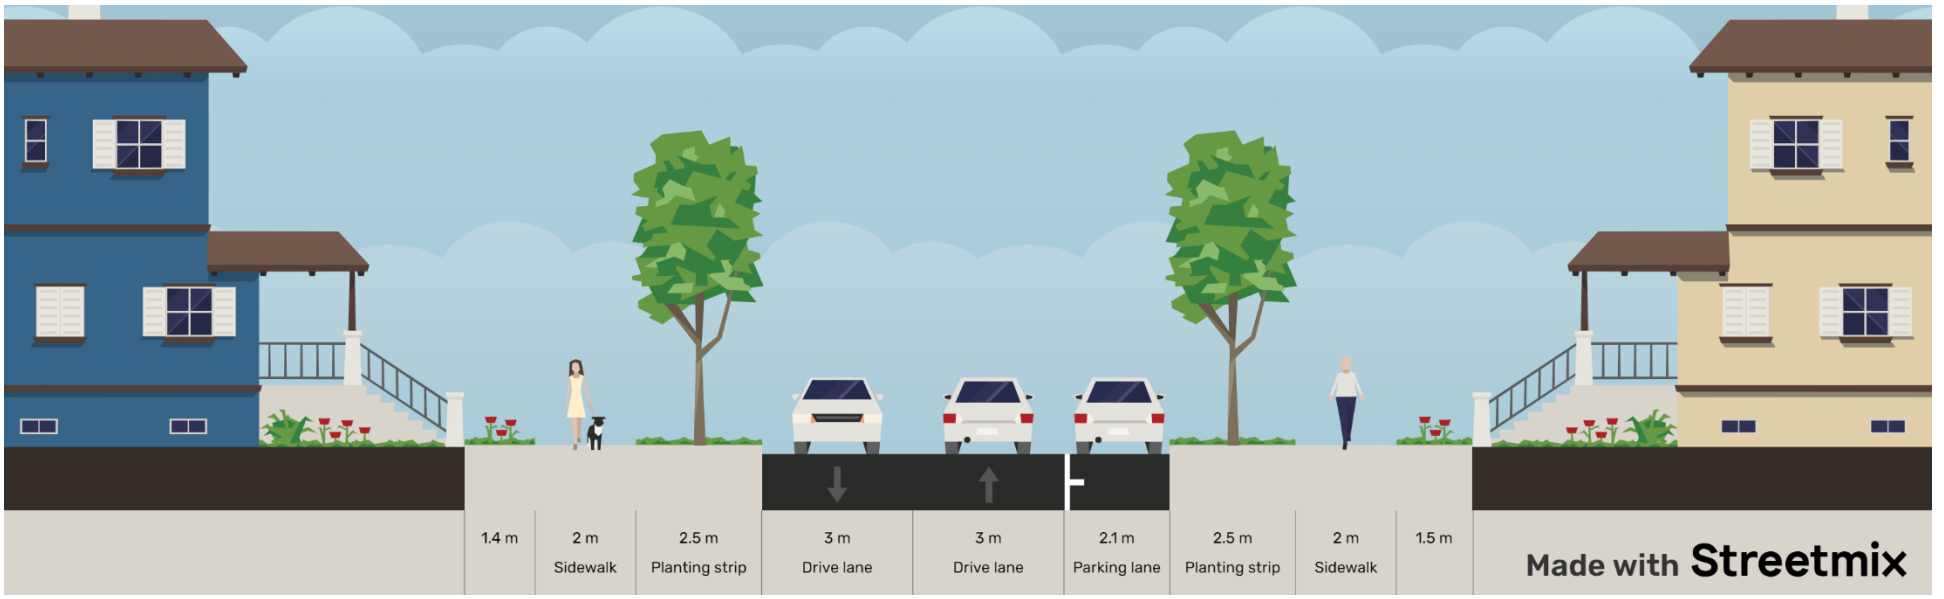 1.4 m
Sidewalk
2 m
Planting strip
2.5 m
Drive lane
3 m
Drive lane
3 m
Parking lane
2.1 m
Planting strip
2.5 m
Sidewalk
2 m
1.5 m
Made with Streetmix